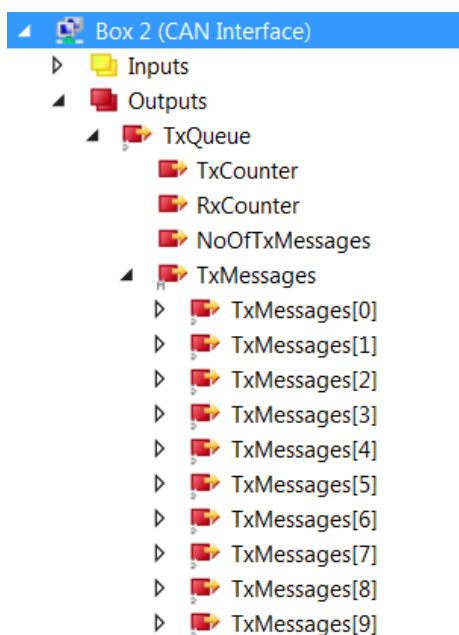 Box 2 (CAN Interface)
Inputs
Outputs
TxQueue
TxCounter
RxCounter
NoOfTxMessages
TxMessages
TxMessages[0]
TxMessages[1]
TxMessages[2]
TxMessages[3]
TxMessages[4]
TxMessages[5]
TxMessages[6]
TxMessages[7]
TxMessages[8]
TxMessages[9]